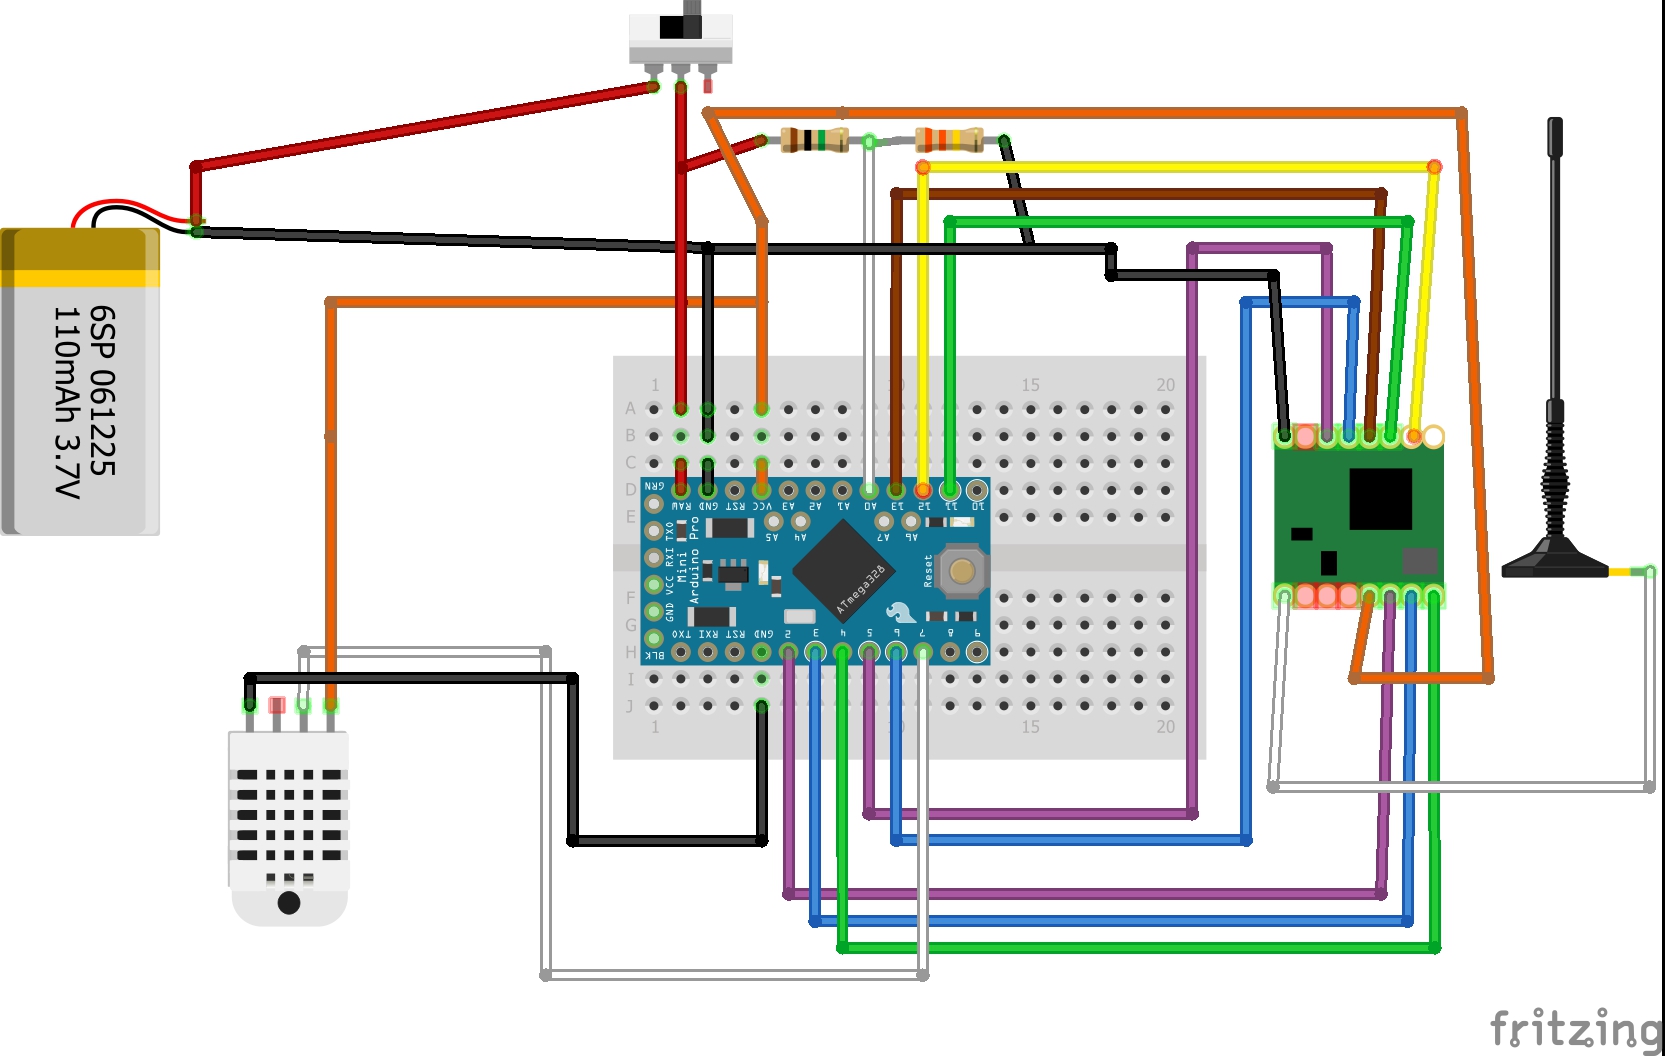 6SP 061225
110mAh 3.7V
1
10
15
20
A
B
C
D
E
F
G
H
I
J
GRN
RAW
GND
RST
VCC
A3
A2
A1
A0
13
12
11
10
TXO
RXI
VCC
GND
BLK
Arduino
Pro
Mini
A5
A4
A7
A6
ATmega328
Reset
TXO
RXI
RST
GND
2
3
4
5
6
7
8
9
1
15
20
fritzing